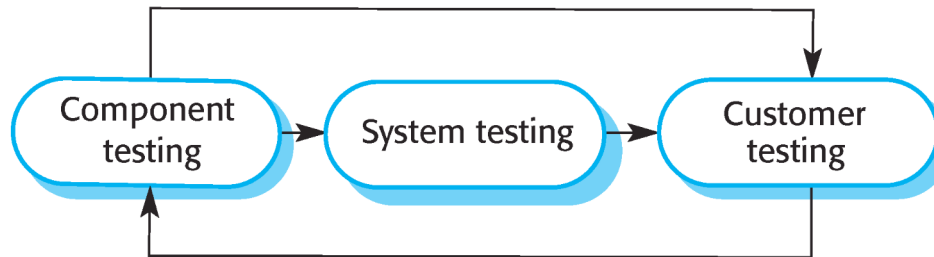 Component
testing
System testing
Customer
testing